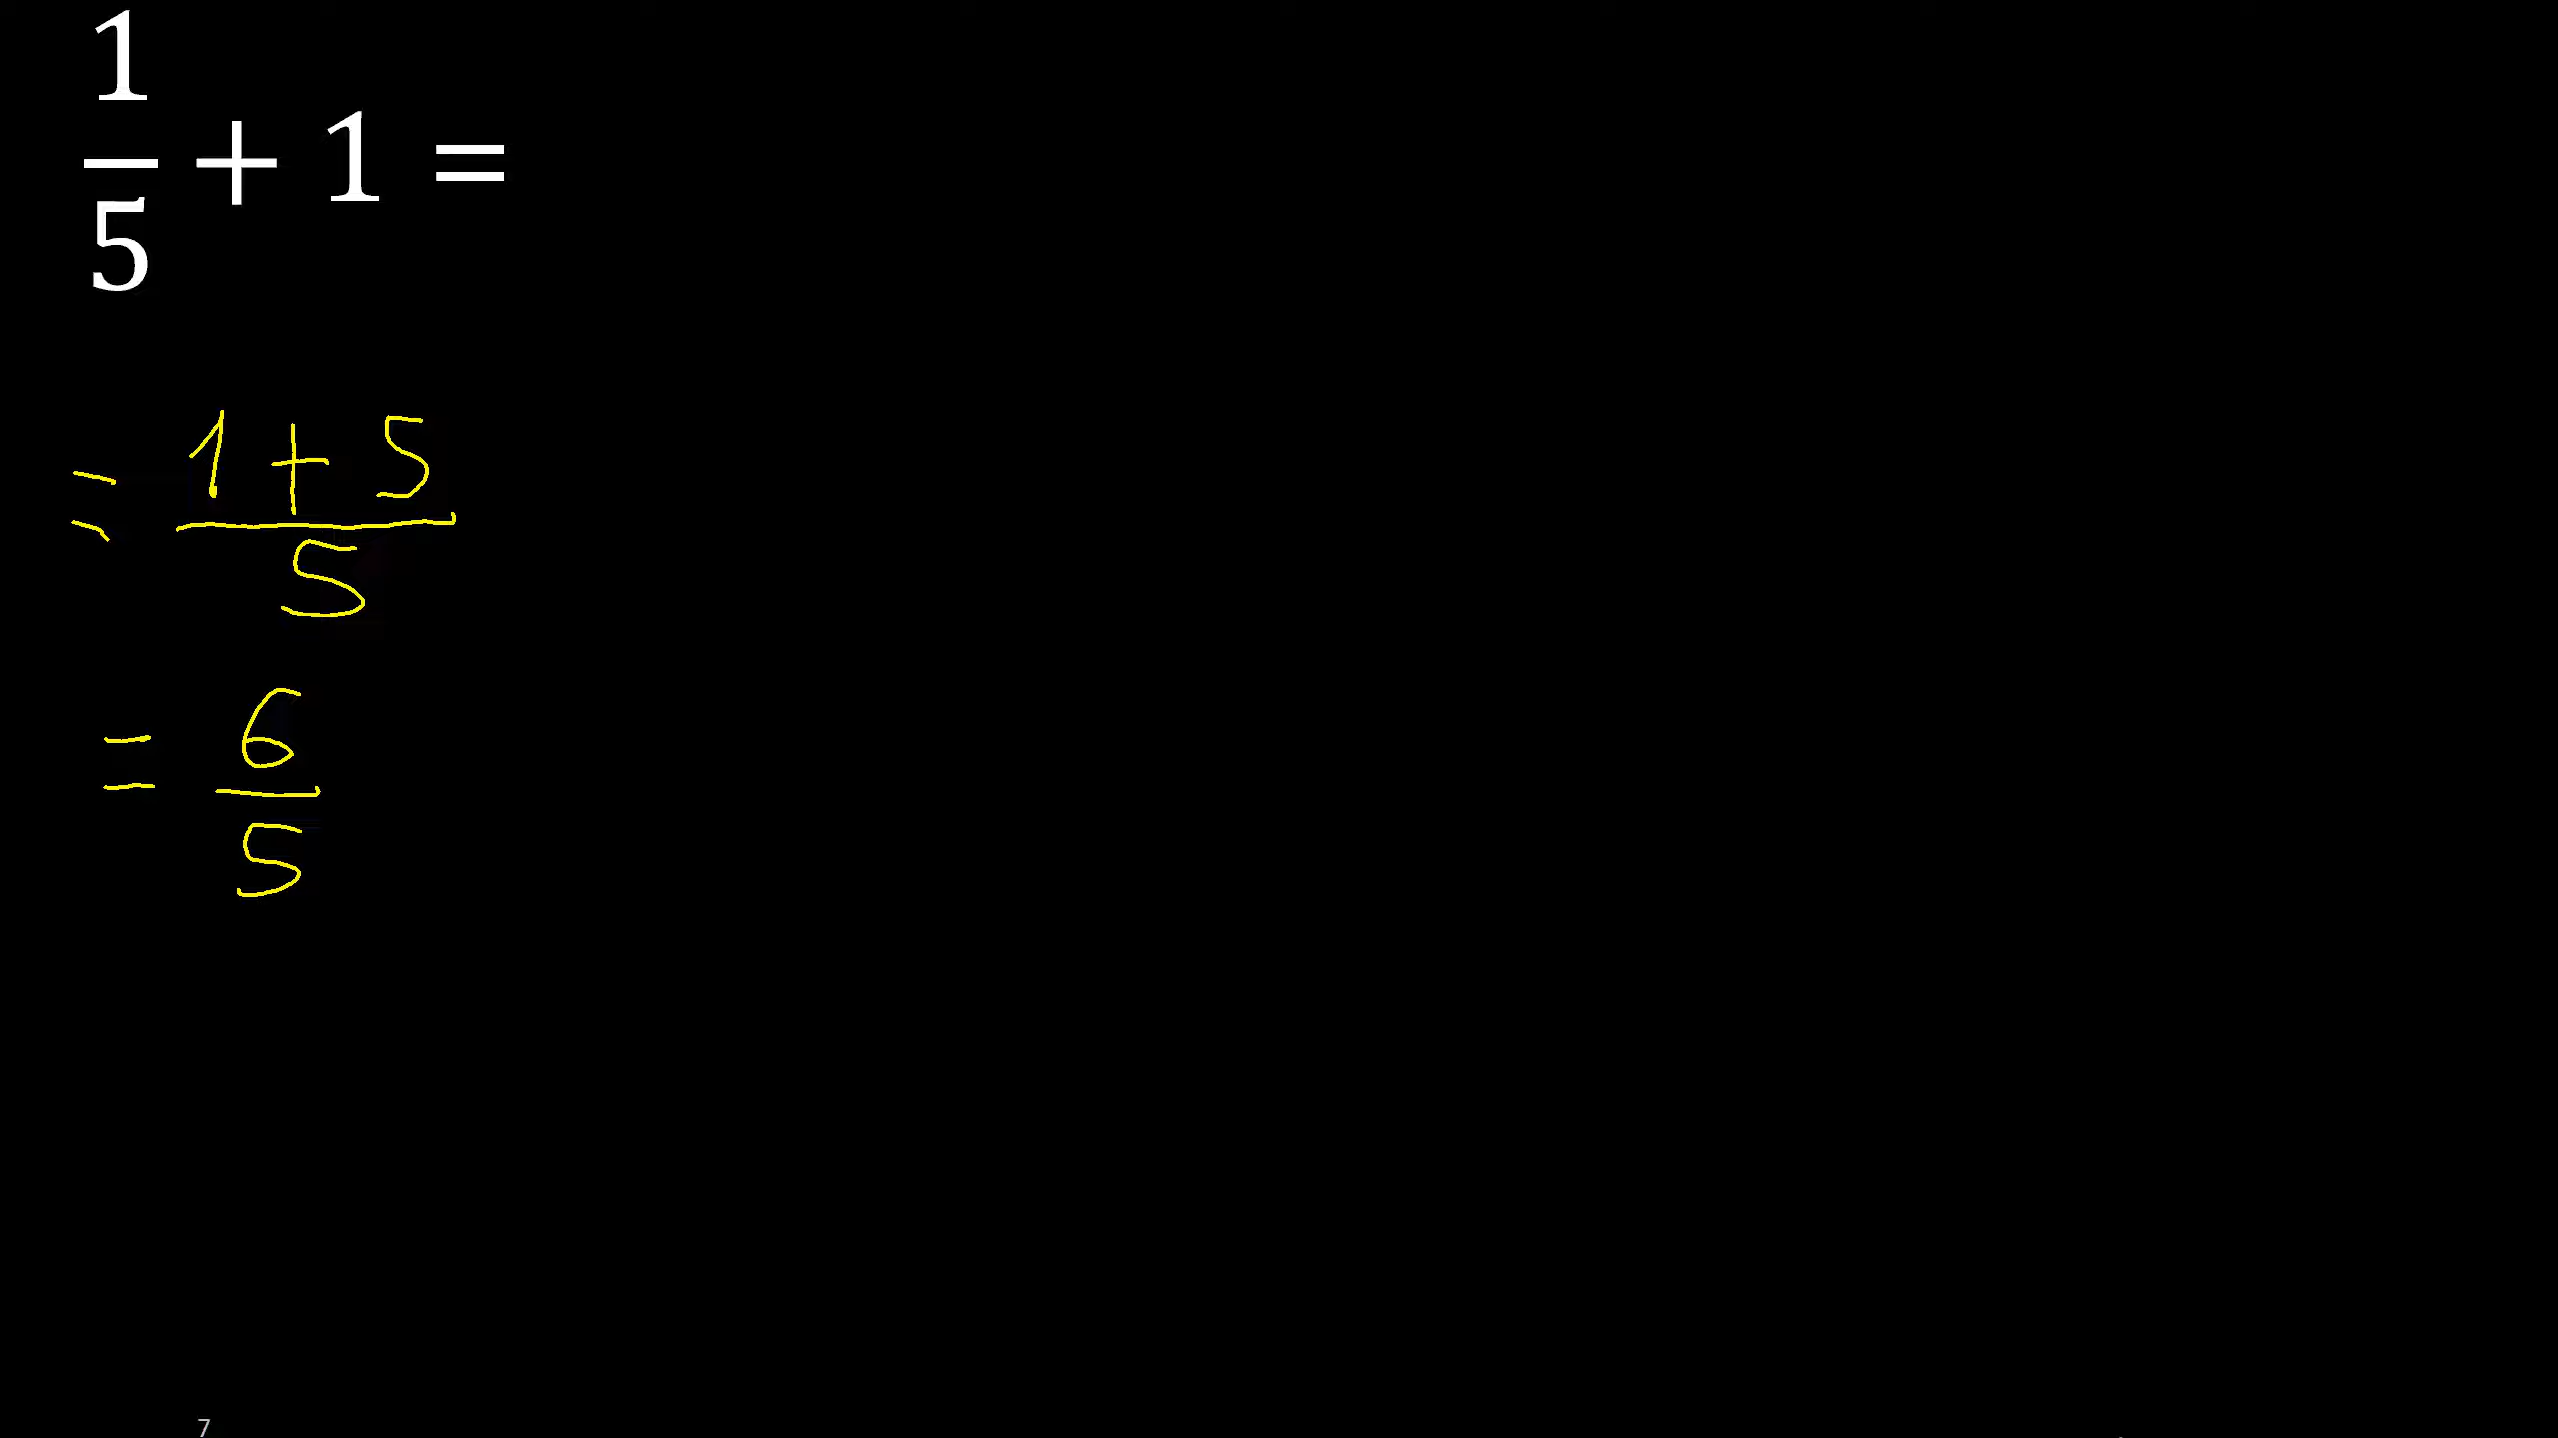 1/5 + 1 =
= (1 + 5)/5
= 6/5
7